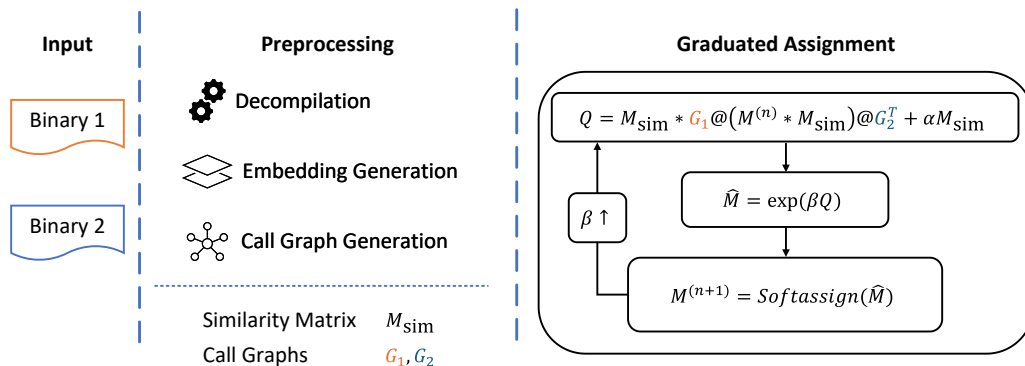 Input
Binary 1
Binary 2
Preprocessing
Decompilation
Embedding Generation
Call Graph Generation
Similarity Matrix M_sim
Call Graphs G_1, G_2
Graduated Assignment
Q = M_sim * G_1@(M^(n) * M_sim)@G_2^T + αM_sim
M̂ = exp(βQ)
β ↑
M^(n+1) = Softassign(M̂)